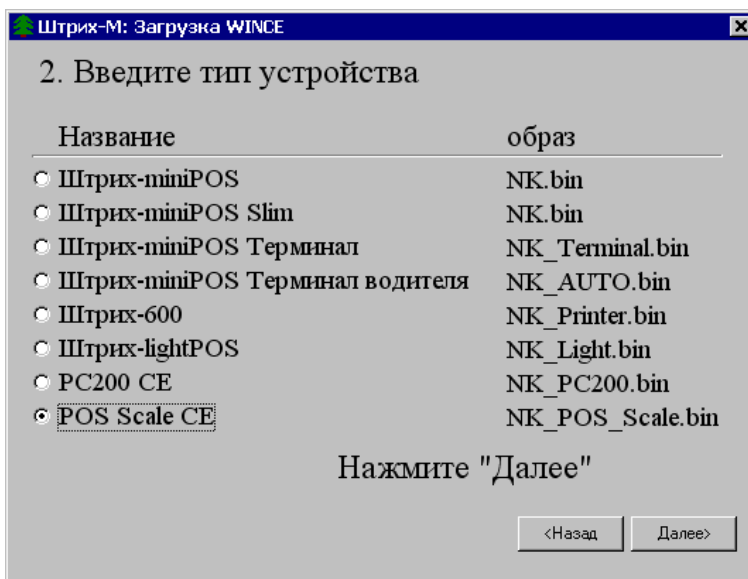 Штрих-М: Загрузка WINCE
2. Введите тип устройства
Название образ
Штрих-miniPOS NK.bin
Штрих-miniPOS Slim NK.bin
Штрих-miniPOS Терминал NK_Terminal.bin
Штрих-miniPOS Терминал водителя NK_AUTO.bin
Штрих-600 NK_Printer.bin
Штрих-lightPOS NK_Light.bin
PC200 CE NK_PC200.bin
POS Scale CE NK_POS_Scale.bin
Нажмите "Далее"
<Назад Далее>